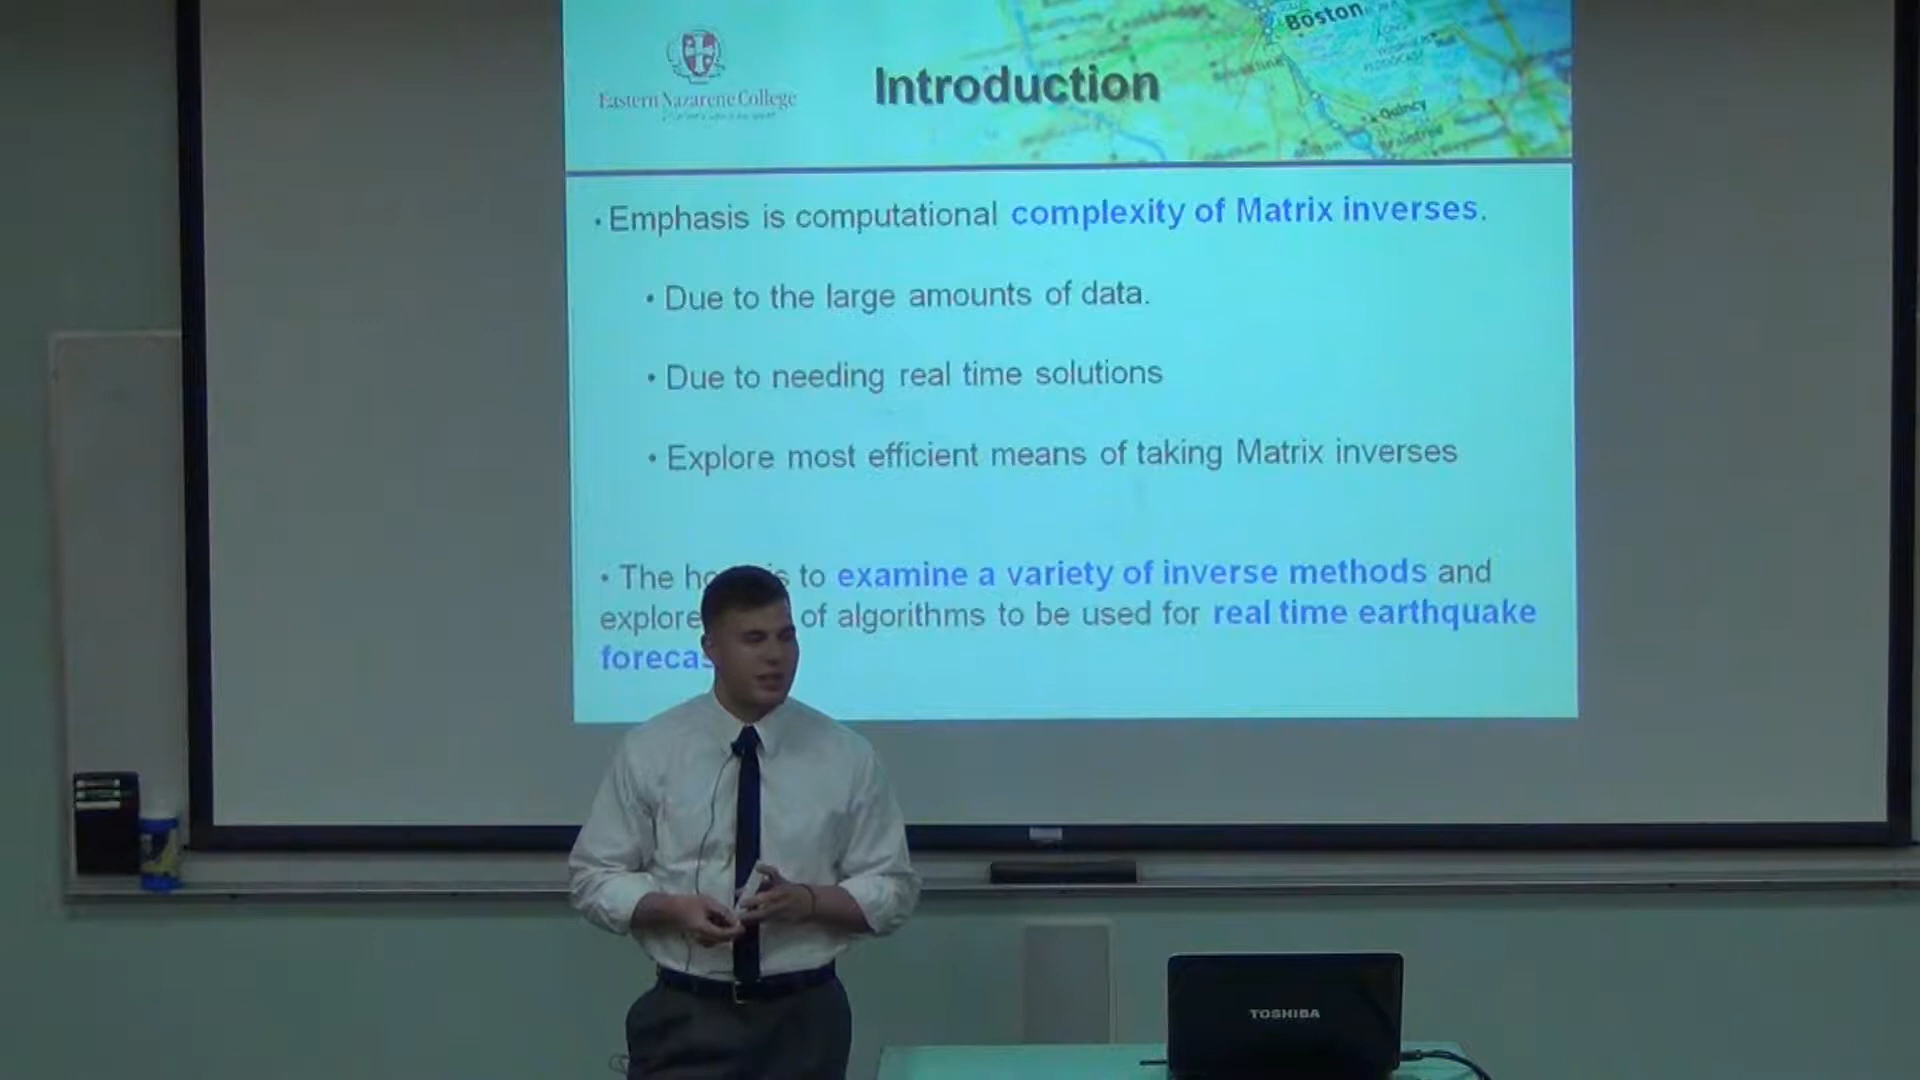 Boston
Eastern Nazarene College
Introduction
Quincy
Braintree
• Emphasis is computational complexity of Matrix inverses.
• Due to the large amounts of data.
• Due to needing real time solutions
• Explore most efficient means of taking Matrix inverses
• The is to examine a variety of inverse methods and
explore of algorithms to be used for real time earthquake
TOSHIBA